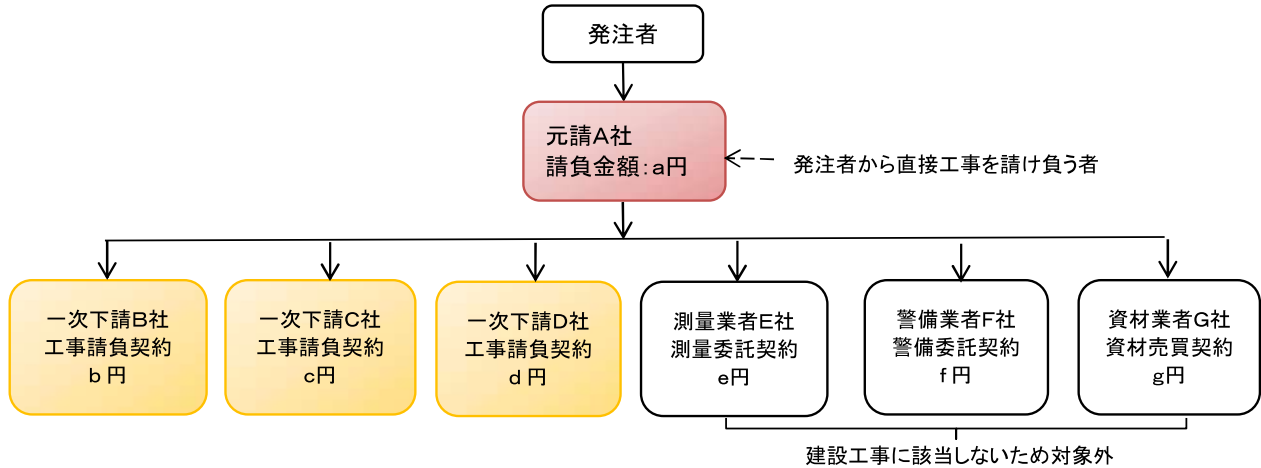 発注者
元請A社
請負金額:a円
発注者から直接工事を請け負う者
一次下請B社
工事請負契約
b 円
一次下請C社
工事請負契約
c円
一次下請D社
工事請負契約
d 円
測量業者E社
測量委託契約
e円
警備業者F社
警備委託契約
f 円
資材業者G社
資材売買契約
g円
建設工事に該当しないため対象外